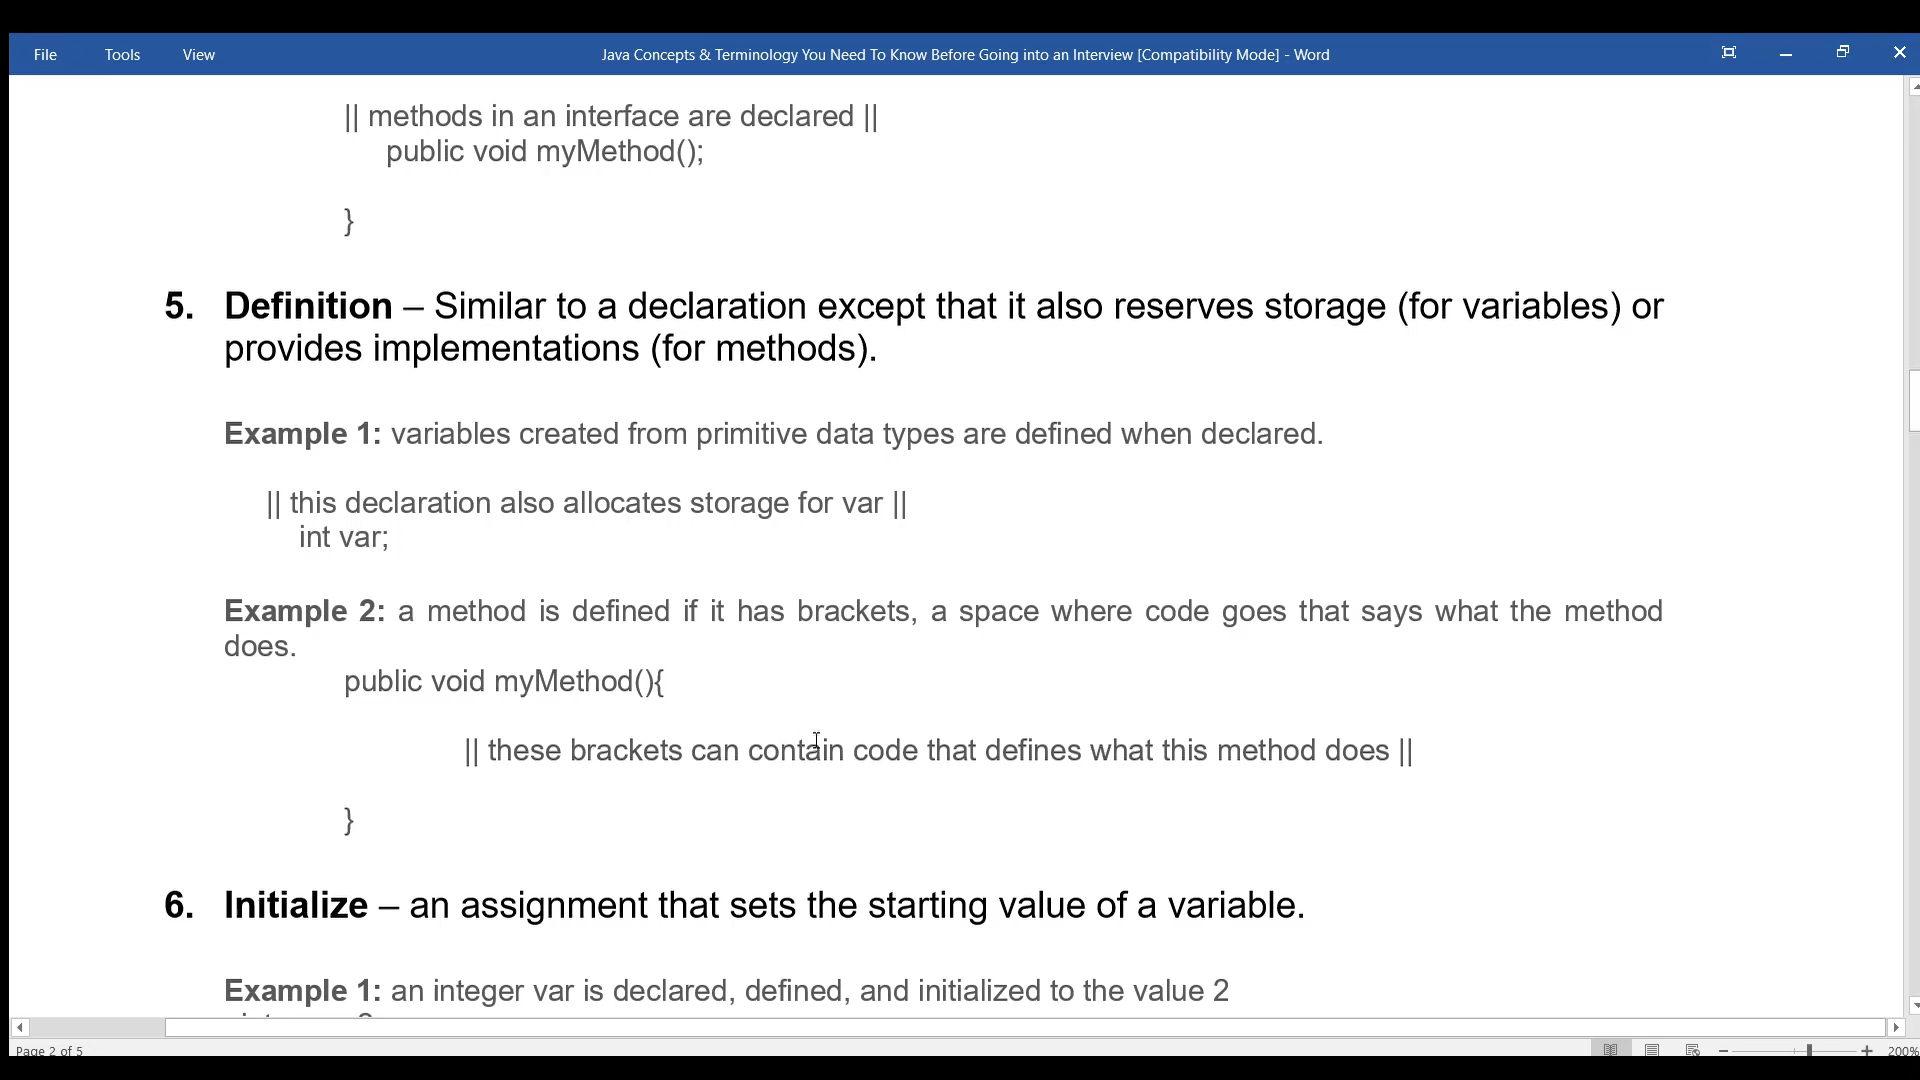 File Tools View Java Concepts & Terminology You Need To Know Before Going into an Interview [Compatibility Mode] - Word
|| methods in an interface are declared ||
public void myMethod();
}
5. Definition – Similar to a declaration except that it also reserves storage (for variables) or
provides implementations (for methods).
Example 1: variables created from primitive data types are defined when declared.
|| this declaration also allocates storage for var ||
int var;
Example 2: a method is defined if it has brackets, a space where code goes that says what the method
does.
public void myMethod(){
|| these brackets can contain code that defines what this method does ||
}
6. Initialize – an assignment that sets the starting value of a variable.
Example 1: an integer var is declared, defined, and initialized to the value 2
Page 2 of 5 200%